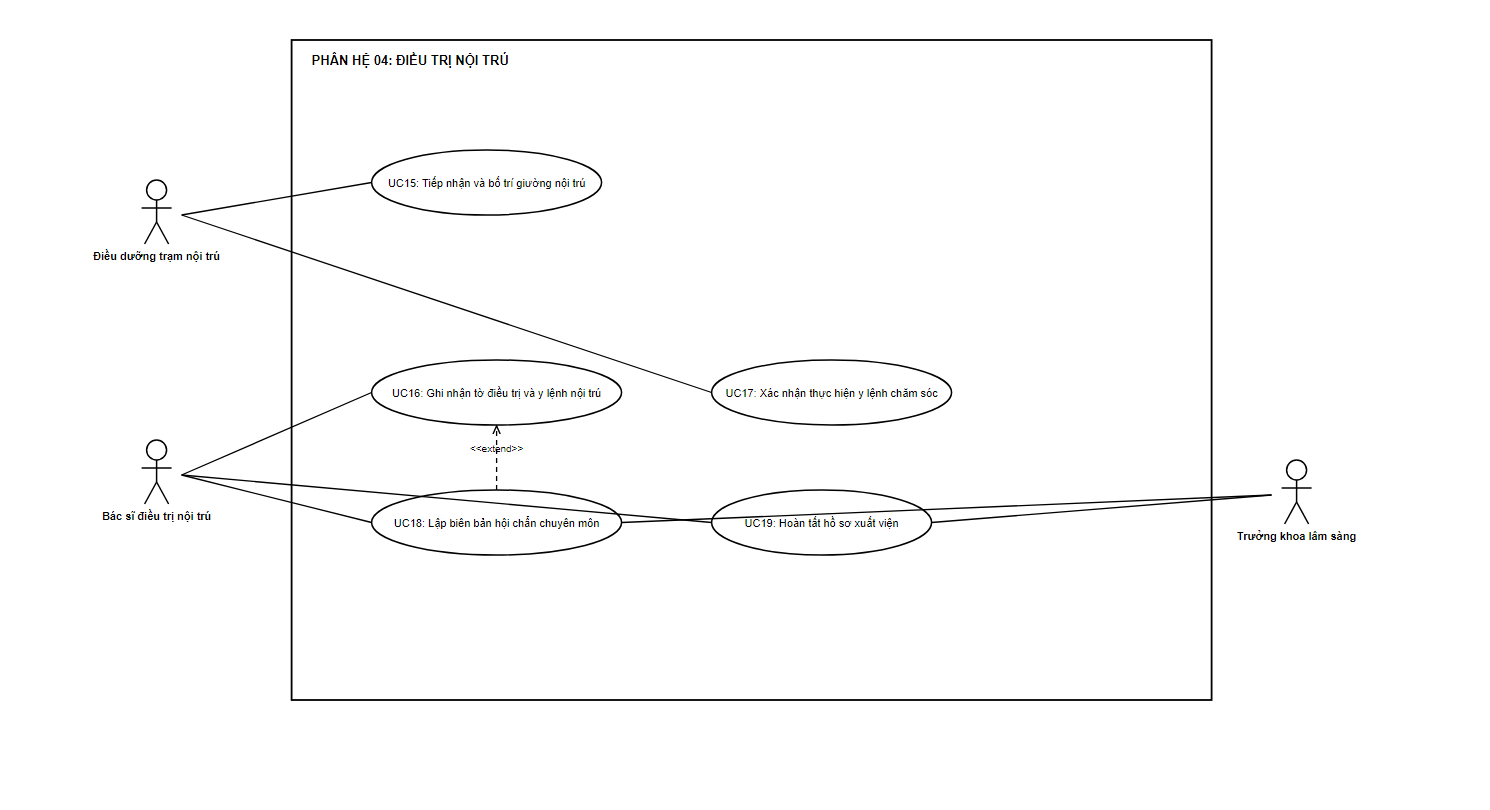 PHÂN HỆ 04: ĐIỀU TRỊ NỘI TRÚ
UC15: Tiếp nhận và bố trí giường nội trú
Điều dưỡng trạm nội trú
UC16: Ghi nhận tờ điều trị và y lệnh nội trú
UC17: Xác nhận thực hiện y lệnh chăm sóc
<<extend>>
Bác sĩ điều trị nội trú
UC18: Lập biên bản hội chẩn chuyên môn
UC19: Hoàn tất hồ sơ xuất viện
Trưởng khoa lâm sàng